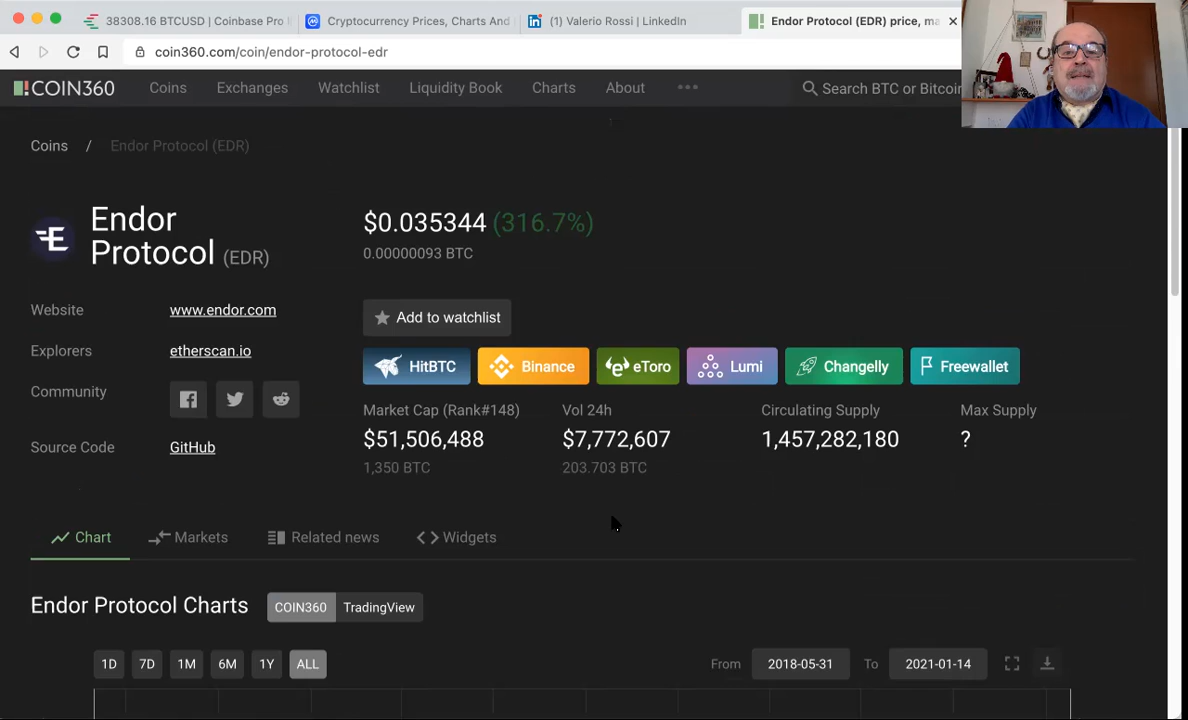 38308.16 BTCUSD | Coinbase Pro
Cryptocurrency Prices, Charts And
(1) Valerio Rossi | LinkedIn
Endor Protocol (EDR) price, ma
coin360.com/coin/endor-protocol-edr
COIN360
Coins
Exchanges
Watchlist
Liquidity Book
Charts
About
Search BTC or Bitcoin
Coins / Endor Protocol (EDR)
Endor
Protocol (EDR)
$0.035344 (316.7%)
0.00000093 BTC
Website www.endor.com
Add to watchlist
Explorers etherscan.io
HitBTC
Binance
eToro
Lumi
Changelly
Freewallet
Community
Market Cap (Rank#148)
$51,506,488
1,350 BTC
Vol 24h
$7,772,607
203.703 BTC
Circulating Supply
1,457,282,180
Max Supply
?
Source Code GitHub
Chart
Markets
Related news
Widgets
Endor Protocol Charts
COIN360
TradingView
1D 7D 1M 6M 1Y ALL
From 2018-05-31 To 2021-01-14